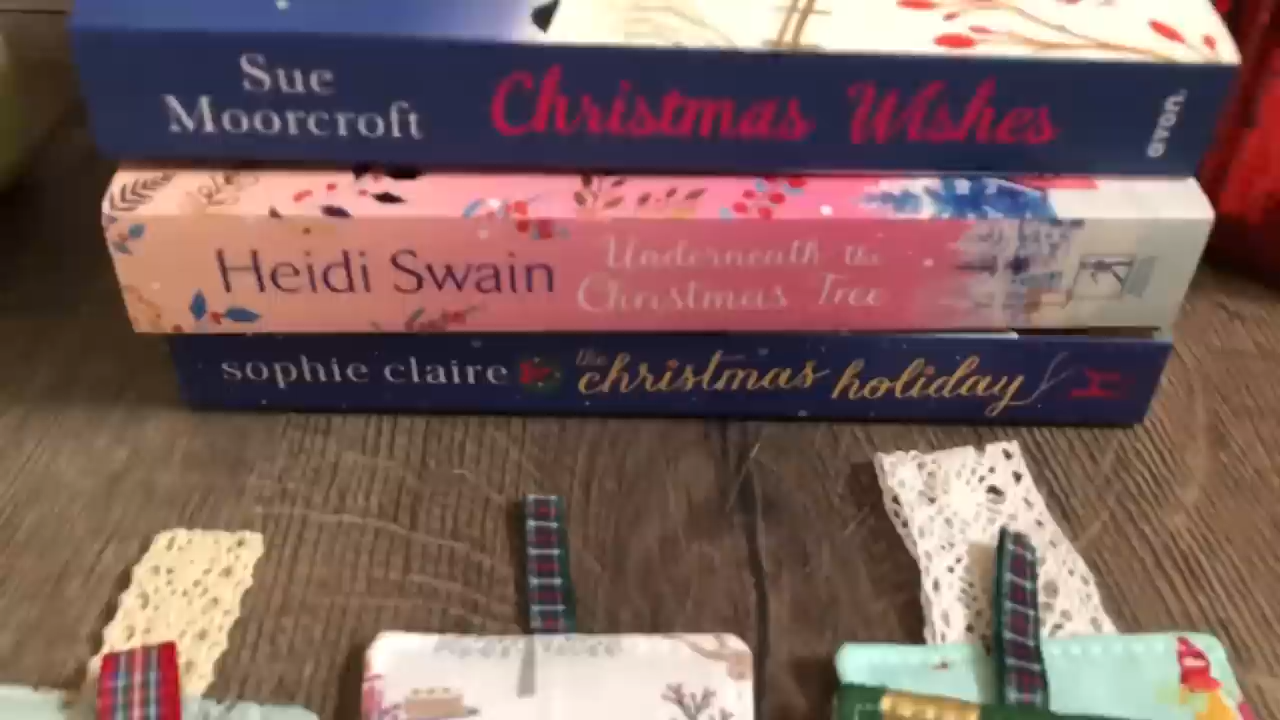 Sue
Moorcroft
Christmas Wishes
avon.
Heidi Swain
Underneath the
Christmas Tree
sophie claire
the
christmas holiday
H